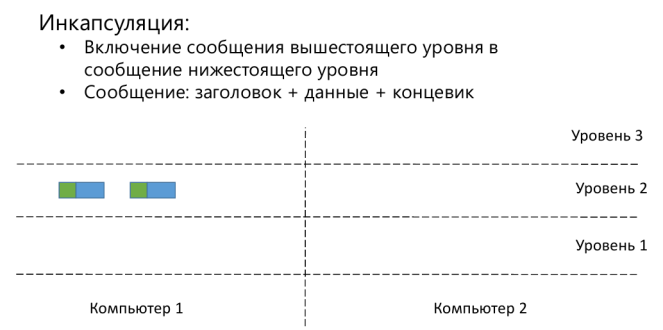 Инкапсуляция:
• Включение сообщения вышестоящего уровня в
сообщение нижестоящего уровня
• Сообщение: заголовок + данные + концевик
Уровень 3
Уровень 2
Уровень 1
Компьютер 1
Компьютер 2